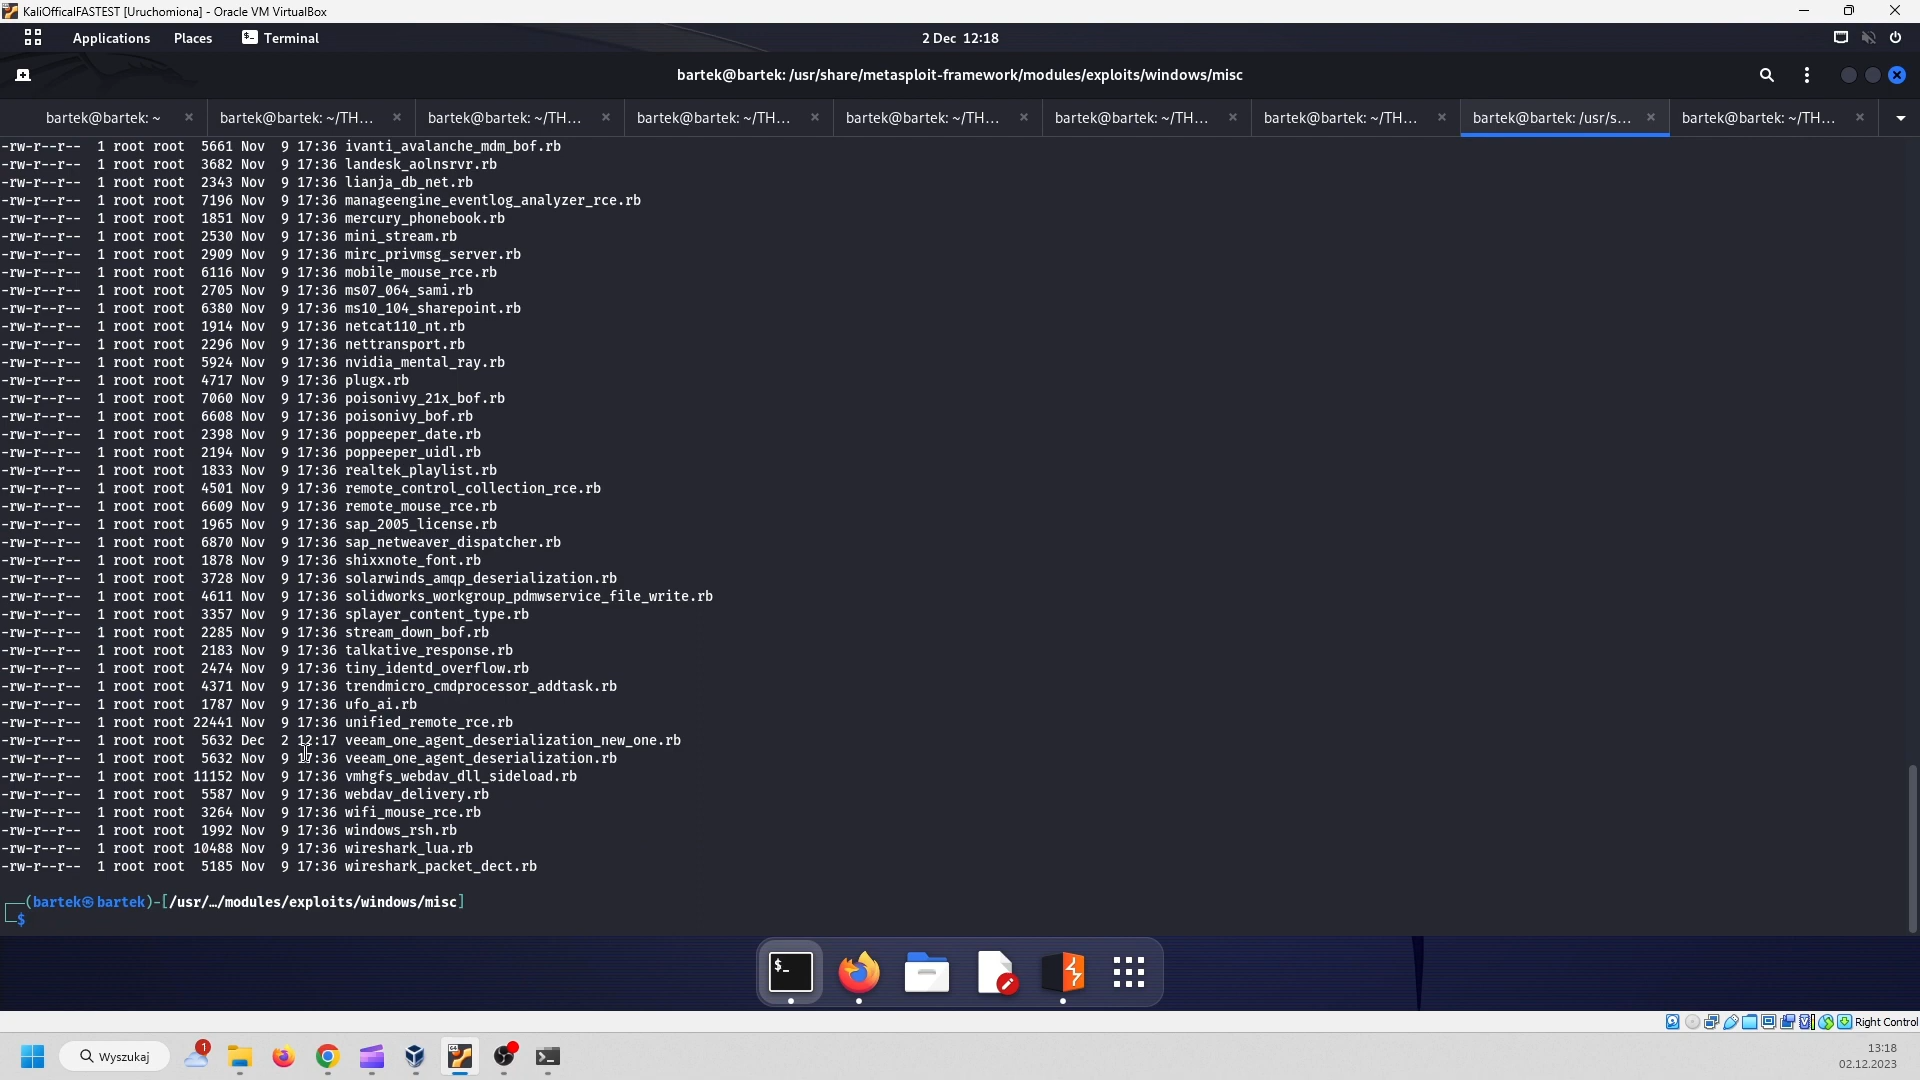 KaliOfficalFASTEST [Uruchomiona] - Oracle VM VirtualBox
Applications Places Terminal 2 Dec 12:18
bartek@bartek: /usr/share/metasploit-framework/modules/exploits/windows/misc
bartek@bartek: ~ bartek@bartek: ~/TH... bartek@bartek: ~/TH... bartek@bartek: ~/TH... bartek@bartek: ~/TH... bartek@bartek: ~/TH... bartek@bartek: ~/TH... bartek@bartek: /usr/s... bartek@bartek: ~/TH...
-rw-r--r-- 1 root root 5661 Nov 9 17:36 ivanti_avalanche_mdm_bof.rb
-rw-r--r-- 1 root root 3682 Nov 9 17:36 landesk_aolnsrvr.rb
-rw-r--r-- 1 root root 2343 Nov 9 17:36 lianja_db_net.rb
-rw-r--r-- 1 root root 7196 Nov 9 17:36 manageengine_eventlog_analyzer_rce.rb
-rw-r--r-- 1 root root 1851 Nov 9 17:36 mercury_phonebook.rb
-rw-r--r-- 1 root root 2530 Nov 9 17:36 mini_stream.rb
-rw-r--r-- 1 root root 2909 Nov 9 17:36 mirc_privmsg_server.rb
-rw-r--r-- 1 root root 6116 Nov 9 17:36 mobile_mouse_rce.rb
-rw-r--r-- 1 root root 2705 Nov 9 17:36 ms07_064_sami.rb
-rw-r--r-- 1 root root 6380 Nov 9 17:36 ms10_104_sharepoint.rb
-rw-r--r-- 1 root root 1914 Nov 9 17:36 netcat110_nt.rb
-rw-r--r-- 1 root root 2296 Nov 9 17:36 nettransport.rb
-rw-r--r-- 1 root root 5924 Nov 9 17:36 nvidia_mental_ray.rb
-rw-r--r-- 1 root root 4717 Nov 9 17:36 plugx.rb
-rw-r--r-- 1 root root 7060 Nov 9 17:36 poisonivy_21x_bof.rb
-rw-r--r-- 1 root root 6608 Nov 9 17:36 poisonivy_bof.rb
-rw-r--r-- 1 root root 2398 Nov 9 17:36 poppeeper_date.rb
-rw-r--r-- 1 root root 2194 Nov 9 17:36 poppeeper_uidl.rb
-rw-r--r-- 1 root root 1833 Nov 9 17:36 realtek_playlist.rb
-rw-r--r-- 1 root root 4501 Nov 9 17:36 remote_control_collection_rce.rb
-rw-r--r-- 1 root root 6609 Nov 9 17:36 remote_mouse_rce.rb
-rw-r--r-- 1 root root 1965 Nov 9 17:36 sap_2005_license.rb
-rw-r--r-- 1 root root 6870 Nov 9 17:36 sap_netweaver_dispatcher.rb
-rw-r--r-- 1 root root 1878 Nov 9 17:36 shixxnote_font.rb
-rw-r--r-- 1 root root 3728 Nov 9 17:36 solarwinds_amqp_deserialization.rb
-rw-r--r-- 1 root root 4611 Nov 9 17:36 solidworks_workgroup_pdmwservice_file_write.rb
-rw-r--r-- 1 root root 3357 Nov 9 17:36 splayer_content_type.rb
-rw-r--r-- 1 root root 2285 Nov 9 17:36 stream_down_bof.rb
-rw-r--r-- 1 root root 2183 Nov 9 17:36 talkative_response.rb
-rw-r--r-- 1 root root 2474 Nov 9 17:36 tiny_identd_overflow.rb
-rw-r--r-- 1 root root 4371 Nov 9 17:36 trendmicro_cmdprocessor_addtask.rb
-rw-r--r-- 1 root root 1787 Nov 9 17:36 ufo_ai.rb
-rw-r--r-- 1 root root 22441 Nov 9 17:36 unified_remote_rce.rb
-rw-r--r-- 1 root root 5632 Dec 2 12:17 veeam_one_agent_deserialization_new_one.rb
-rw-r--r-- 1 root root 5632 Nov 9 17:36 veeam_one_agent_deserialization.rb
-rw-r--r-- 1 root root 11152 Nov 9 17:36 vmhgfs_webdav_dll_sideload.rb
-rw-r--r-- 1 root root 5587 Nov 9 17:36 webdav_delivery.rb
-rw-r--r-- 1 root root 3264 Nov 9 17:36 wifi_mouse_rce.rb
-rw-r--r-- 1 root root 1992 Nov 9 17:36 windows_rsh.rb
-rw-r--r-- 1 root root 10488 Nov 9 17:36 wireshark_lua.rb
-rw-r--r-- 1 root root 5185 Nov 9 17:36 wireshark_packet_dect.rb
┌──(bartek㉿bartek)-[/usr/…/modules/exploits/windows/misc]
└─$
Right Control
Wyszukaj 1 13:18
02.12.2023